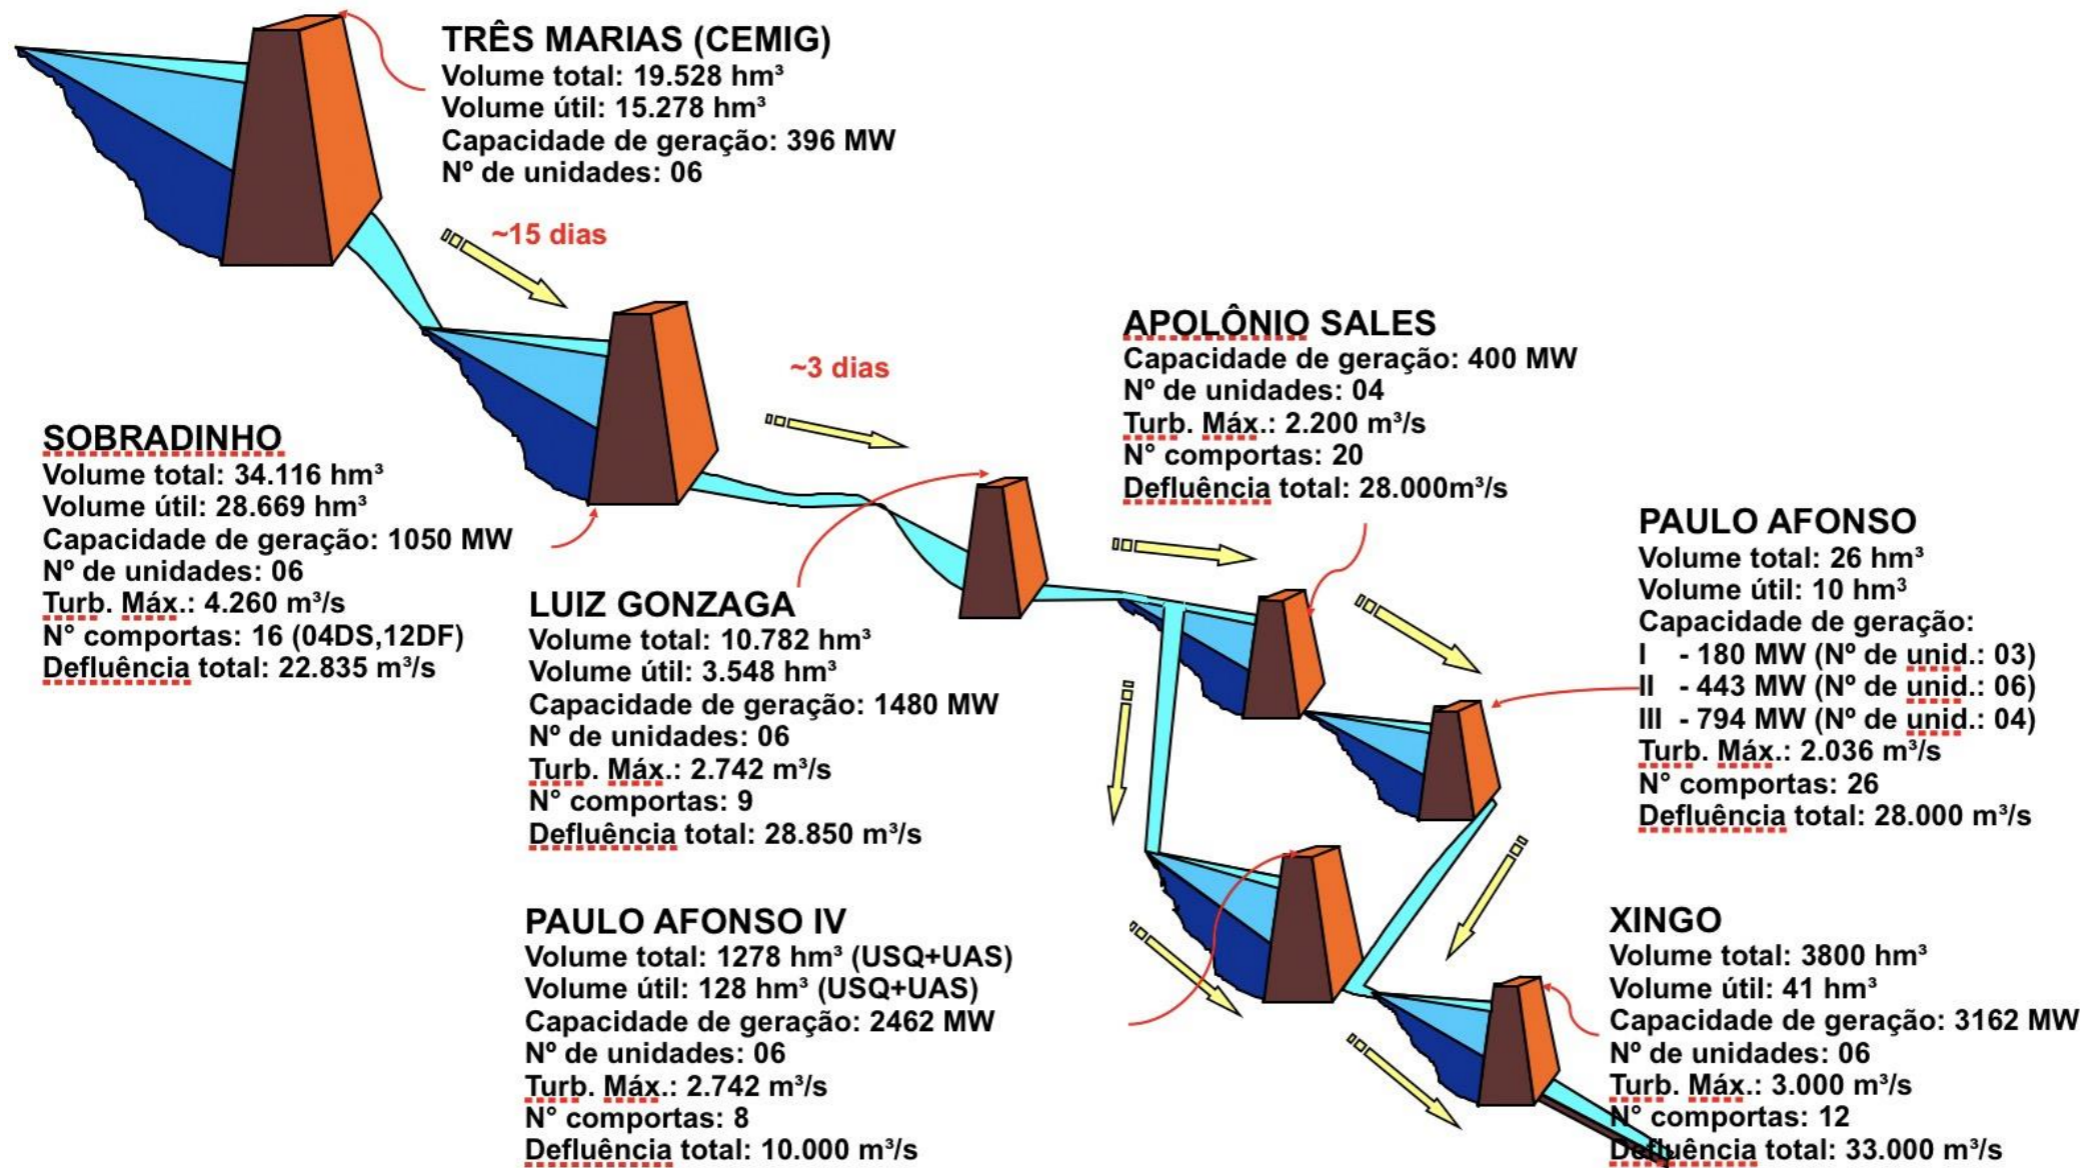 TRÊS MARIAS (CEMIG)
Volume total: 19.528 hm³
Volume útil: 15.278 hm³
Capacidade de geração: 396 MW
Nº de unidades: 06
~15 dias
~3 dias
SOBRADINHO
Volume total: 34.116 hm³
Volume útil: 28.669 hm³
Capacidade de geração: 1050 MW
Nº de unidades: 06
Turb. Máx.: 4.260 m³/s
N° comportas: 16 (04DS,12DF)
Defluência total: 22.835 m³/s
LUIZ GONZAGA
Volume total: 10.782 hm³
Volume útil: 3.548 hm³
Capacidade de geração: 1480 MW
Nº de unidades: 06
Turb. Máx.: 2.742 m³/s
N° comportas: 9
Defluência total: 28.850 m³/s
APOLÔNIO SALES
Capacidade de geração: 400 MW
Nº de unidades: 04
Turb. Máx.: 2.200 m³/s
N° comportas: 20
Defluência total: 28.000m³/s
PAULO AFONSO
Volume total: 26 hm³
Volume útil: 10 hm³
Capacidade de geração:
I - 180 MW (Nº de unid.: 03)
II - 443 MW (Nº de unid.: 06)
III - 794 MW (Nº de unid.: 04)
Turb. Máx.: 2.036 m³/s
N° comportas: 26
Defluência total: 28.000 m³/s
PAULO AFONSO IV
Volume total: 1278 hm³ (USQ+UAS)
Volume útil: 128 hm³ (USQ+UAS)
Capacidade de geração: 2462 MW
Nº de unidades: 06
Turb. Máx.: 2.742 m³/s
N° comportas: 8
Defluência total: 10.000 m³/s
XINGO
Volume total: 3800 hm³
Volume útil: 41 hm³
Capacidade de geração: 3162 MW
Nº de unidades: 06
Turb. Máx.: 3.000 m³/s
N° comportas: 12
Defluência total: 33.000 m³/s